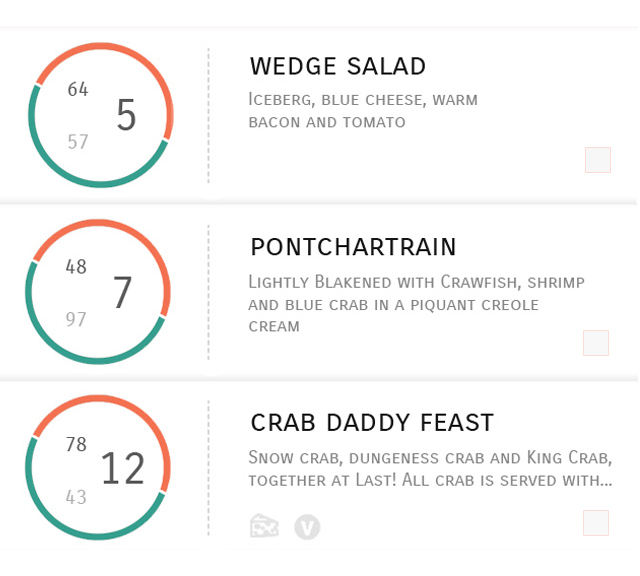 WEDGE SALAD
64
5
57
Iceberg, blue cheese, warm
bacon and tomato
PONTCHARTRAIN
48
7
97
Lightly Blakened with Crawfish, shrimp
and blue crab in a piquant creole
cream
CRAB DADDY FEAST
78
12
43
Snow crab, dungeness crab and King Crab,
together at Last! All crab is served with...
V